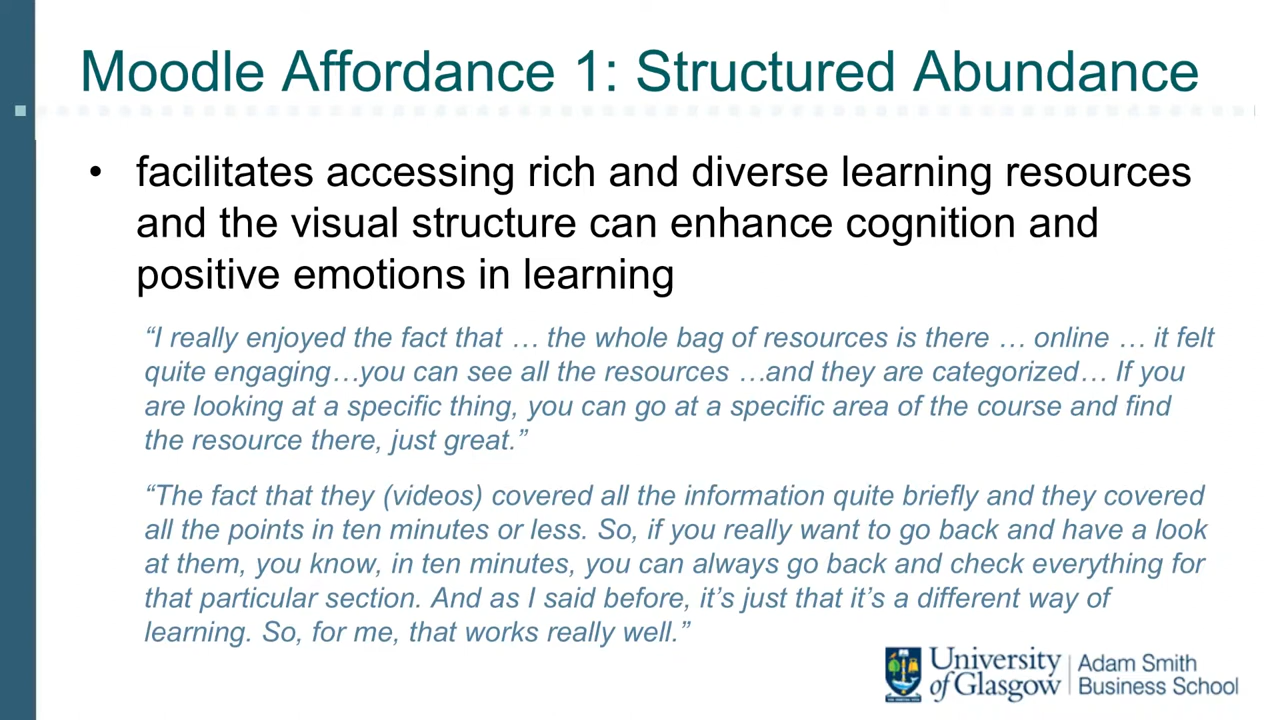 Moodle Affordance 1: Structured Abundance
• facilitates accessing rich and diverse learning resources
and the visual structure can enhance cognition and
positive emotions in learning
“I really enjoyed the fact that … the whole bag of resources is there … online … it felt
quite engaging…you can see all the resources …and they are categorized… If you
are looking at a specific thing, you can go at a specific area of the course and find
the resource there, just great.”
“The fact that they (videos) covered all the information quite briefly and they covered
all the points in ten minutes or less. So, if you really want to go back and have a look
at them, you know, in ten minutes, you can always go back and check everything for
that particular section. And as I said before, it’s just that it’s a different way of
learning. So, for me, that works really well.”
University
of Glasgow
Adam Smith
Business School